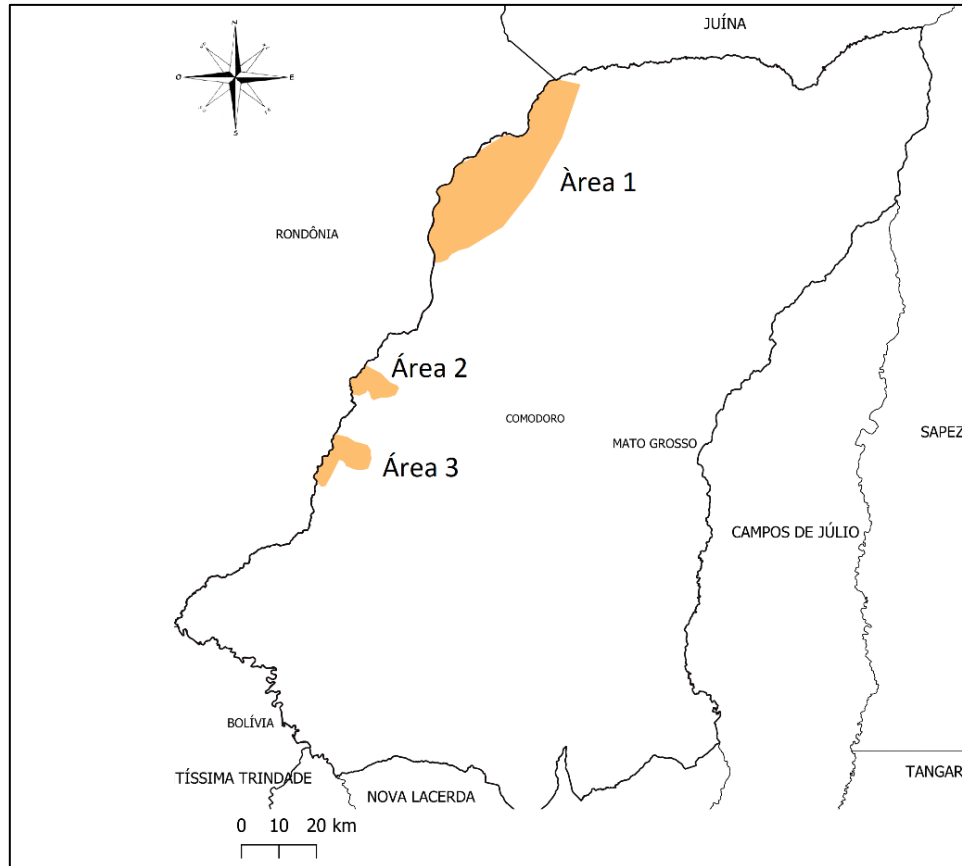 JUÍNA
N
O
E
S
Àrea 1
RONDÔNIA
Área 2
COMODORO
MATO GROSSO
SAPEZ
Área 3
CAMPOS DE JÚLIO
BOLÍVIA
TÍSSIMA TRINDADE
NOVA LACERDA
TANGAR
0 10 20 km